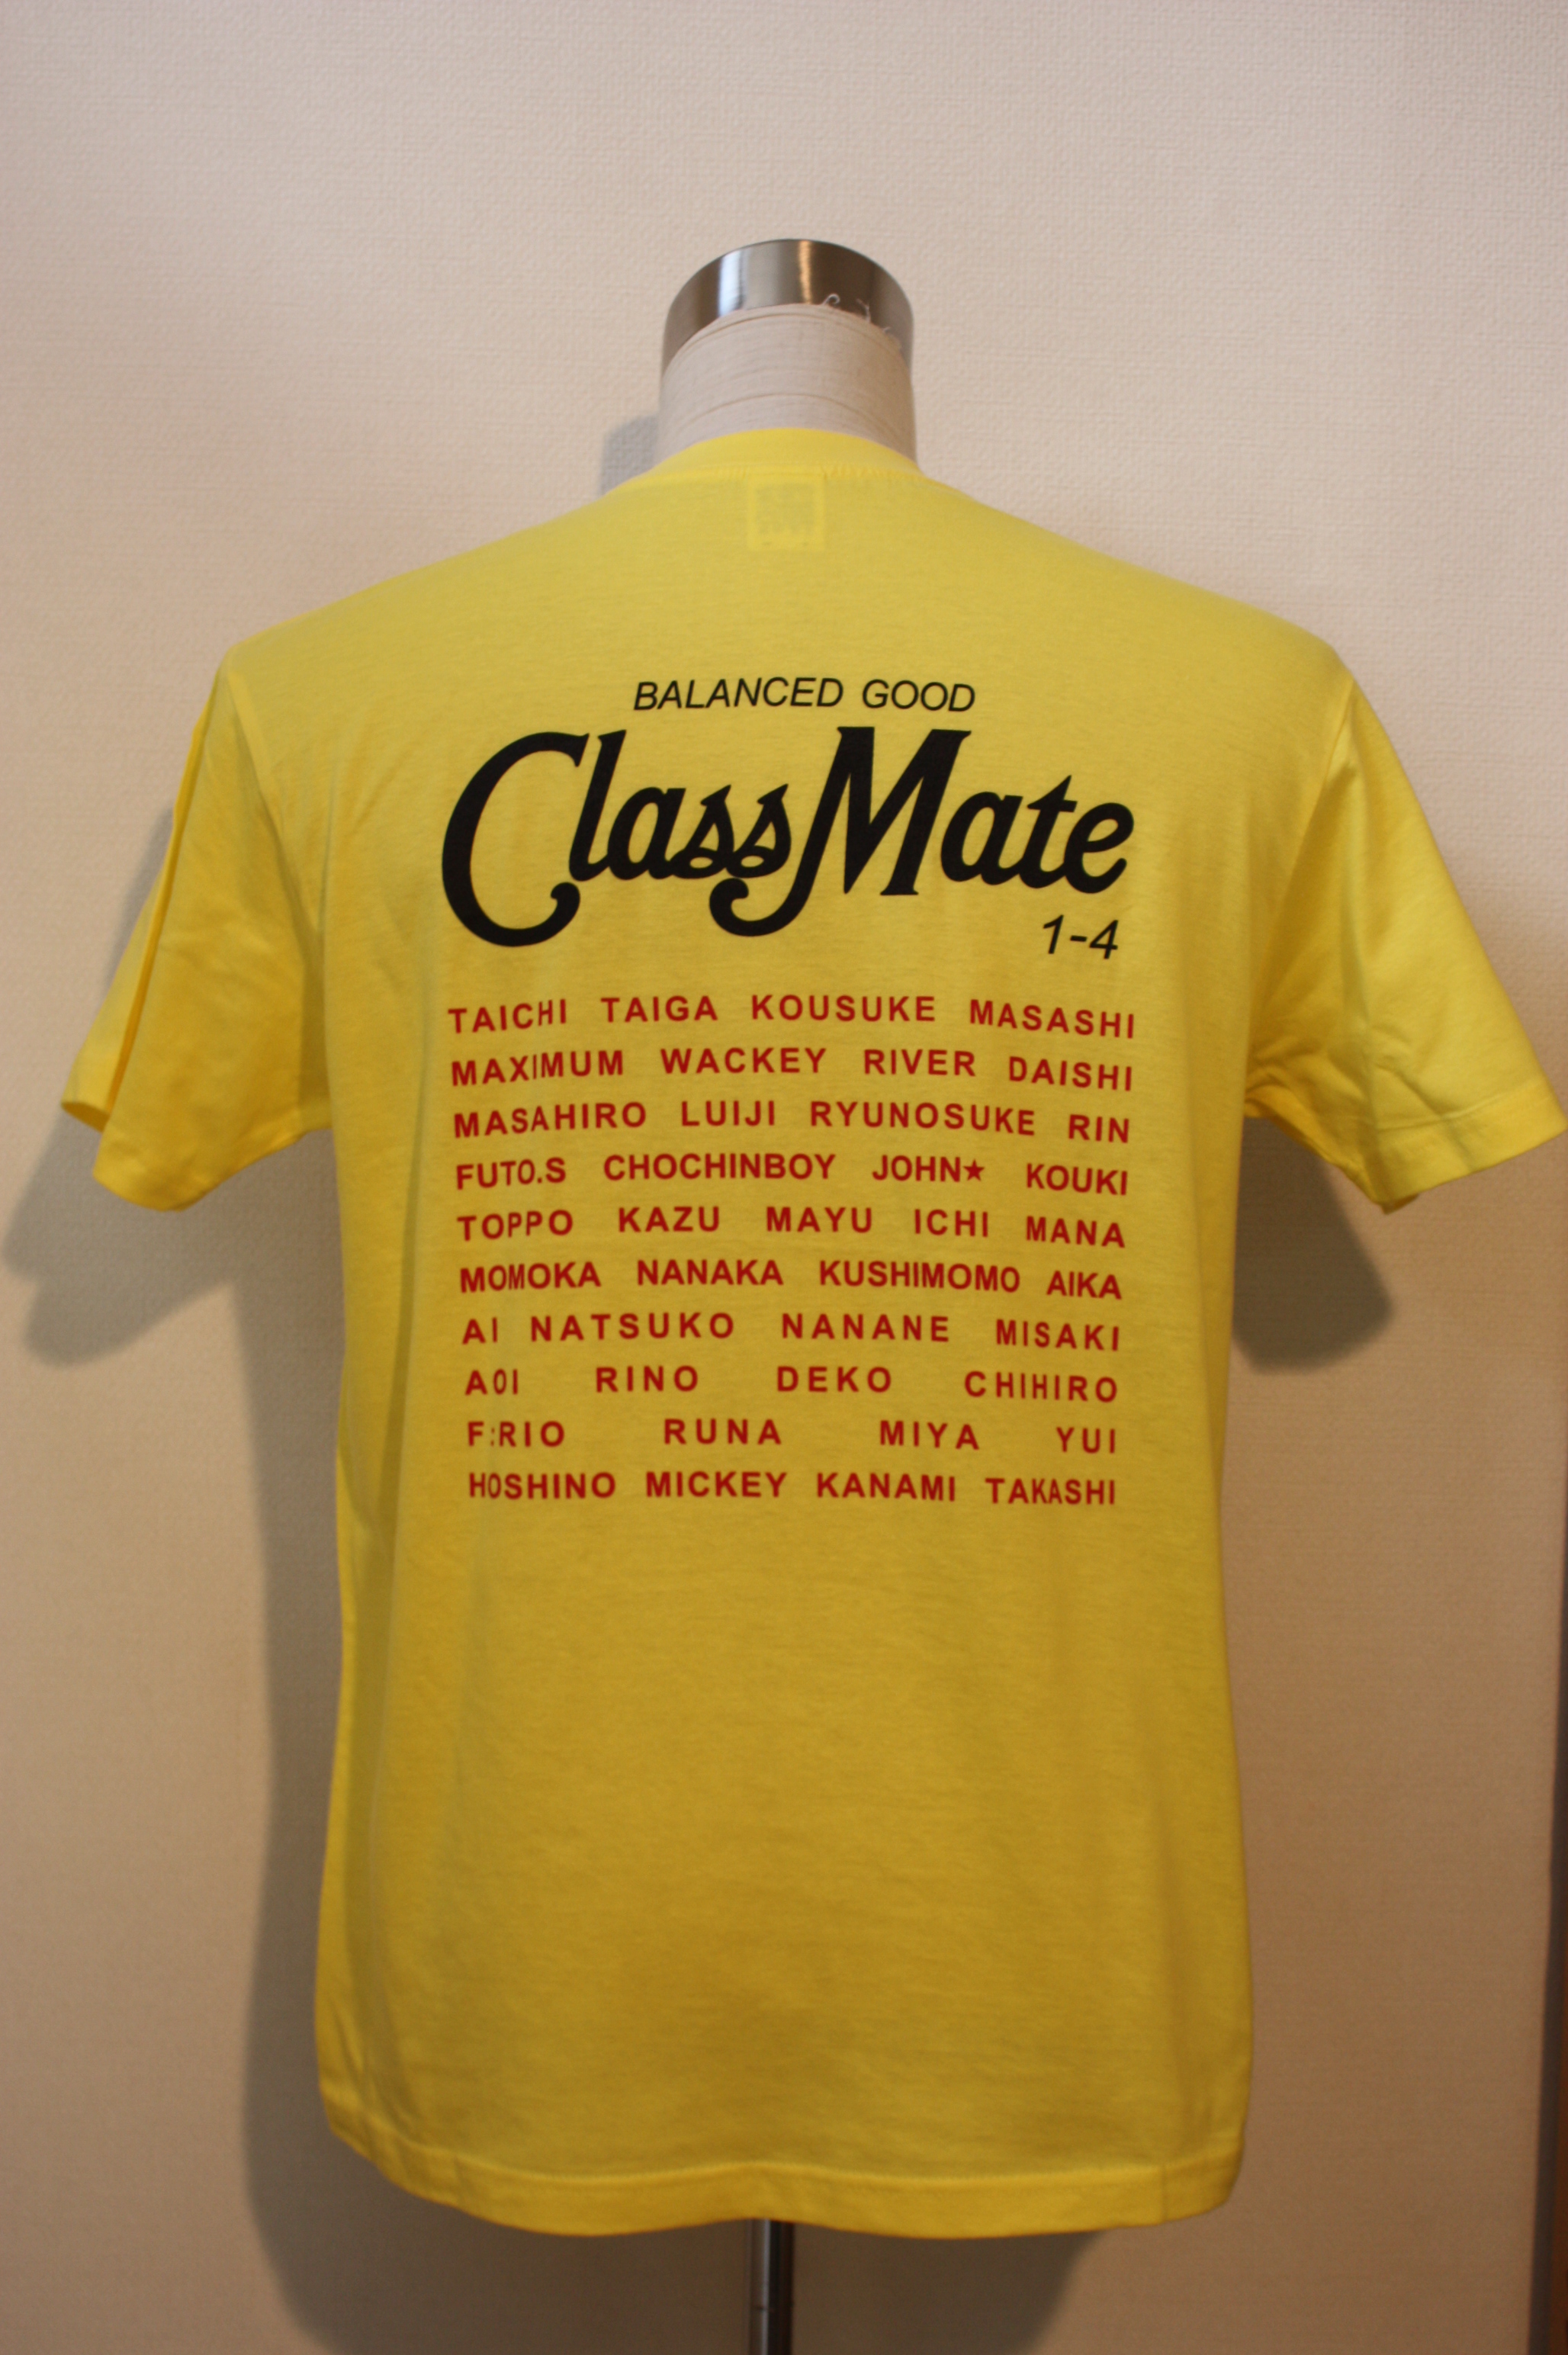 BALANCED GOOD
ClassMate
1-4
TAICHI TAIGA KOUSUKE MASASHI
MAXIMUM WACKEY RIVER DAISHI
MASAHIRO LUIJI RYUNOSUKE RIN
FUTO.S CHOCHINBOY JOHN★ KOUKI
TOPPO KAZU MAYU ICHI MANA
MOMOKA NANAKA KUSHIMOMO AIKA
AI NATSUKO NANANE MISAKI
AOI RINO DEKO CHIHIRO
F:RIO RUNA MIYA YUI
HOSHINO MICKEY KANAMI TAKASHI